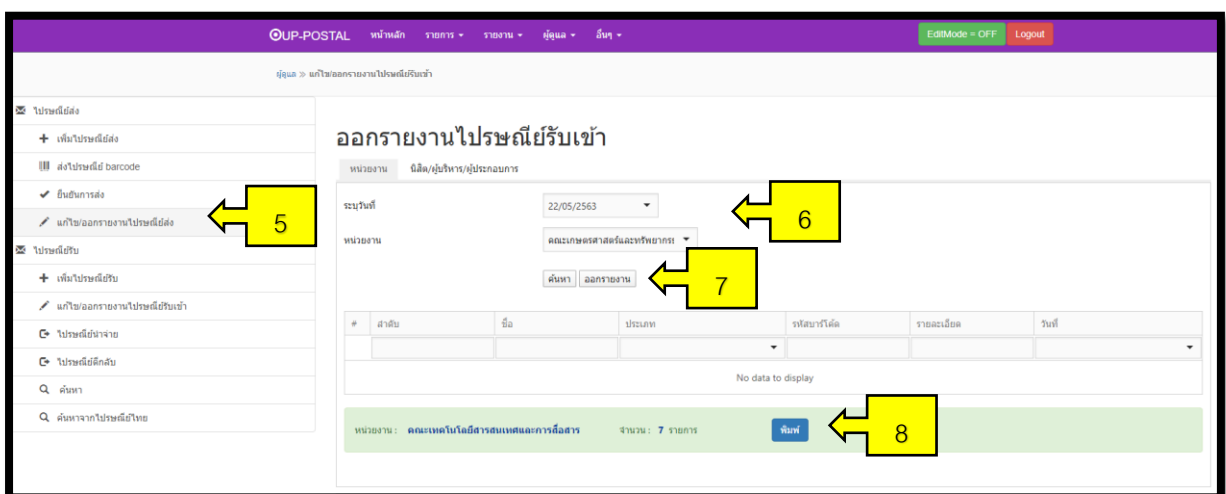 UP-POSTAL หน้าหลัก รายการ รายงาน ผู้ดูแล อื่นๆ EditMode = OFF Logout
ผู้ดูแล >> แก้ไข/ออกรายงานไปรษณีย์รับเข้า
ไปรษณีย์ส่ง
เพิ่มไปรษณีย์ส่ง
ส่งไปรษณีย์ barcode
ยืนยันการส่ง
แก้ไข/ออกรายงานไปรษณีย์ส่ง
5
ไปรษณีย์รับ
เพิ่มไปรษณีย์รับ
แก้ไข/ออกรายงานไปรษณีย์รับเข้า
ไปรษณีย์นำจ่าย
ไปรษณีย์ตีกลับ
ค้นหา
ค้นหาจากไปรษณีย์ไทย
ออกรายงานไปรษณีย์รับเข้า
หน่วยงาน นิสิต/ผู้บริหาร/ผู้ประกอบการ
ระบุวันที่ 22/05/2563
6
หน่วยงาน คณะเกษตรศาสตร์และทรัพยากร
ค้นหา ออกรายงาน
7
# ลำดับ ชื่อ ประเภท รหัสบาร์โค้ด รายละเอียด วันที่
No data to display
หน่วยงาน : คณะเทคโนโลยีสารสนเทศและการสื่อสาร จำนวน : 7 รายการ พิมพ์
8